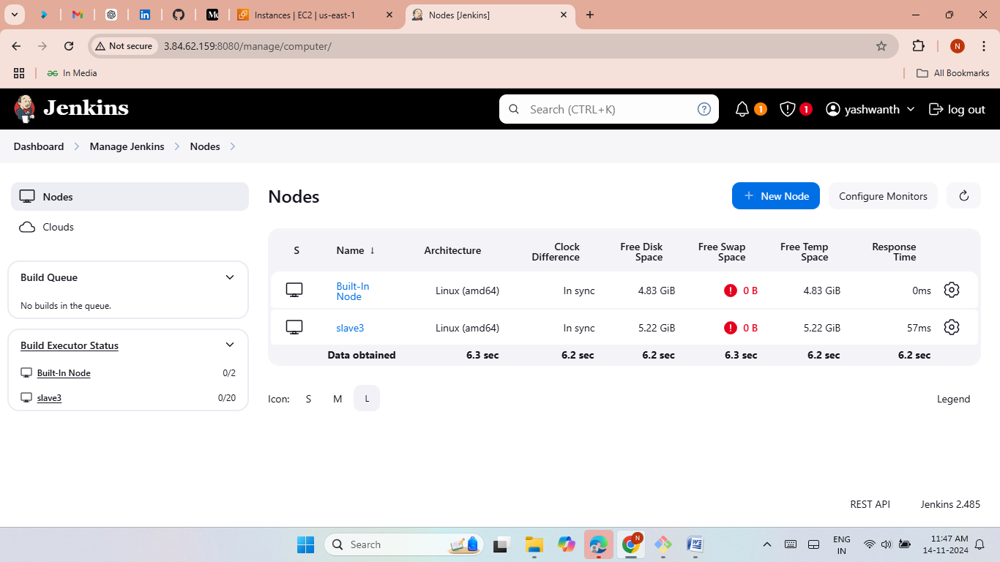 Instances | EC2 | us-east-1
Nodes [Jenkins]
Not secure
3.84.62.159:8080/manage/computer/
N
In Media
All Bookmarks
Jenkins
Search (CTRL+K)
?
1
1
yashwanth
log out
Dashboard
Manage Jenkins
Nodes
Nodes
Clouds
Build Queue
No builds in the queue.
Build Executor Status
Built-In Node 0/2
slave3 0/20
Nodes
+ New Node
Configure Monitors
S Name ↓ Architecture Clock Difference Free Disk Space Free Swap Space Free Temp Space Response Time
Built-In Node Linux (amd64) In sync 4.83 GiB ! 0 B 4.83 GiB 0ms
slave3 Linux (amd64) In sync 5.22 GiB ! 0 B 5.22 GiB 57ms
Data obtained 6.3 sec 6.2 sec 6.2 sec 6.3 sec 6.2 sec 6.2 sec
Icon: S M L
Legend
REST API
Jenkins 2.485
Search
N
ENG
IN
11:47 AM
14-11-2024